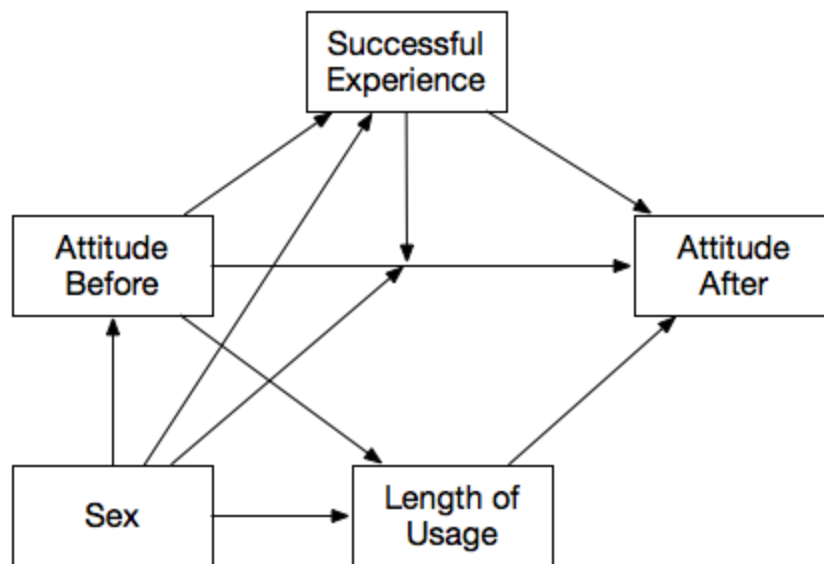 Successful
Experience
Attitude
Before
Attitude
After
Sex
Length of
Usage